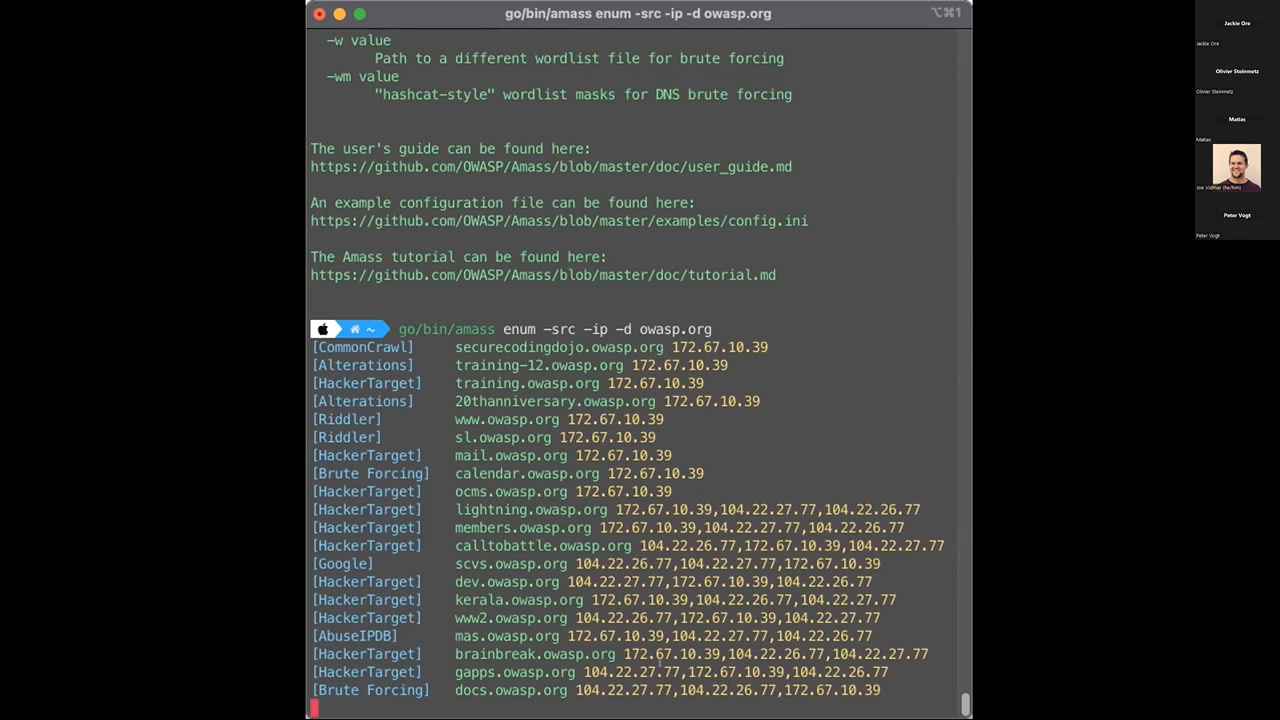 go/bin/amass enum -src -ip -d owasp.org
⌥⌘1
-w value
Path to a different wordlist file for brute forcing
-wm value
"hashcat-style" wordlist masks for DNS brute forcing
The user's guide can be found here:
https://github.com/OWASP/Amass/blob/master/doc/user_guide.md
An example configuration file can be found here:
https://github.com/OWASP/Amass/blob/master/examples/config.ini
The Amass tutorial can be found here:
https://github.com/OWASP/Amass/blob/master/doc/tutorial.md
~ go/bin/amass enum -src -ip -d owasp.org
[CommonCrawl] securecodingdojo.owasp.org 172.67.10.39
[Alterations] training-12.owasp.org 172.67.10.39
[HackerTarget] training.owasp.org 172.67.10.39
[Alterations] 20thanniversary.owasp.org 172.67.10.39
[Riddler] www.owasp.org 172.67.10.39
[Riddler] sl.owasp.org 172.67.10.39
[HackerTarget] mail.owasp.org 172.67.10.39
[Brute Forcing] calendar.owasp.org 172.67.10.39
[HackerTarget] ocms.owasp.org 172.67.10.39
[HackerTarget] lightning.owasp.org 172.67.10.39,104.22.27.77,104.22.26.77
[HackerTarget] members.owasp.org 172.67.10.39,104.22.27.77,104.22.26.77
[HackerTarget] calltobattle.owasp.org 104.22.26.77,172.67.10.39,104.22.27.77
[Google] scvs.owasp.org 104.22.26.77,104.22.27.77,172.67.10.39
[HackerTarget] dev.owasp.org 104.22.27.77,172.67.10.39,104.22.26.77
[HackerTarget] kerala.owasp.org 172.67.10.39,104.22.26.77,104.22.27.77
[HackerTarget] www2.owasp.org 104.22.26.77,172.67.10.39,104.22.27.77
[AbuseIPDB] mas.owasp.org 172.67.10.39,104.22.27.77,104.22.26.77
[HackerTarget] brainbreak.owasp.org 172.67.10.39,104.22.26.77,104.22.27.77
[HackerTarget] gapps.owasp.org 104.22.27.77,172.67.10.39,104.22.26.77
[Brute Forcing] docs.owasp.org 104.22.27.77,104.22.26.77,172.67.10.39
Jackie Ore
Jackie Ore
Olivier Steinmetz
Olivier Steinmetz
Matias
Matias
Joe Vidmar (he/him)
Peter Vogt
Peter Vogt